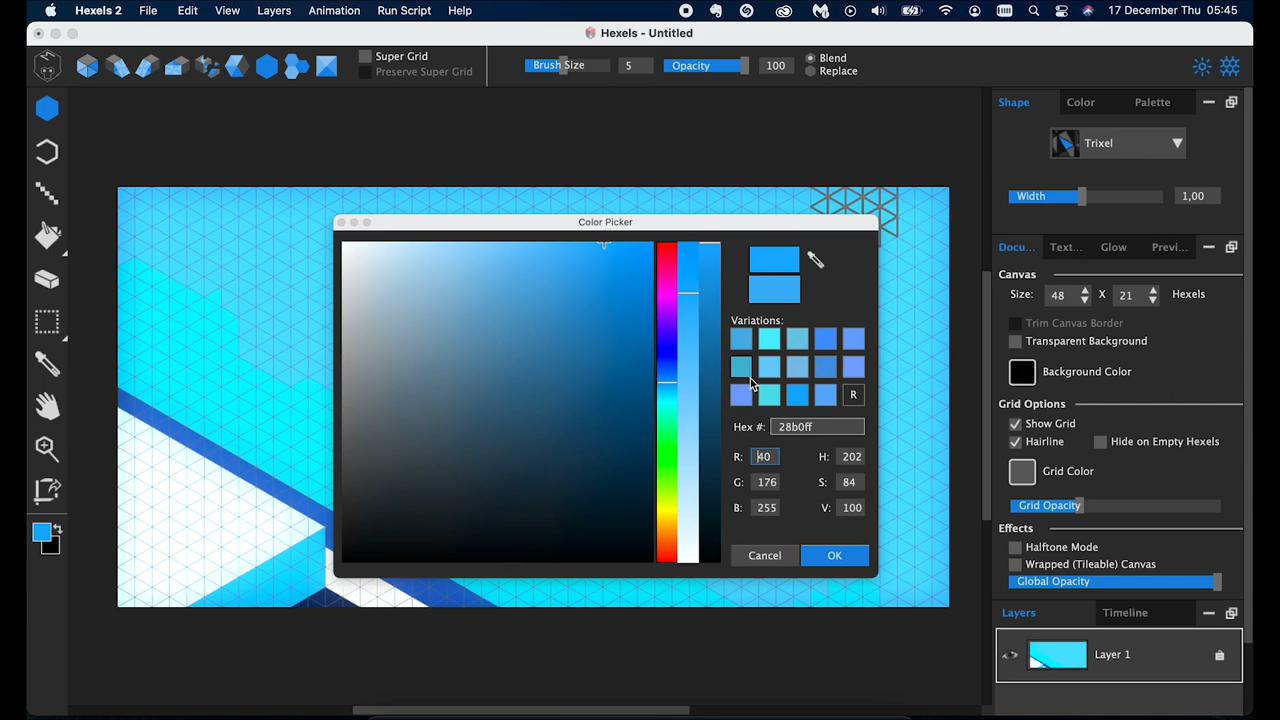 Hexels 2 File Edit View Layers Animation Run Script Help 17 December Thu 05:45
Hexels - Untitled
Super Grid
Preserve Super Grid
Brush Size 5 Opacity 100
Blend
Replace
Shape Color Palette
Trixel
Width 1,00
Docu... Text... Glow Previ...
Canvas
Size: 48 X 21 Hexels
Trim Canvas Border
Transparent Background
Background Color
Grid Options
Show Grid
Hairline Hide on Empty Hexels
Grid Color
Grid Opacity
Effects
Halftone Mode
Wrapped (Tileable) Canvas
Global Opacity
Layers Timeline
Layer 1
Color Picker
Variations:
R
Hex #: 28b0ff
R: 40 H: 202
G: 176 S: 84
B: 255 V: 100
Cancel OK